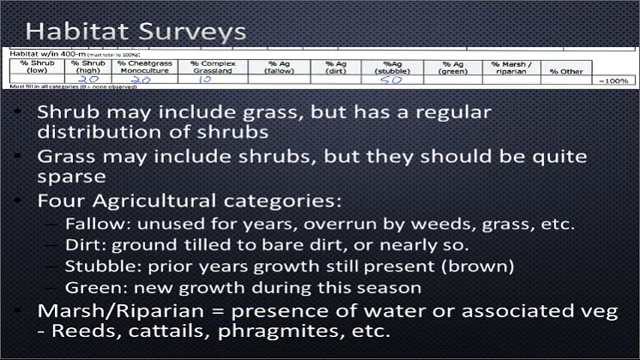 Habitat Surveys
Habitat w/in 400-m (must total to 100%):
% Shrub (low) % Shrub (high) % Cheatgrass Monoculture % Complex Grassland % Ag (fallow) % Ag (dirt) %Ag (stubble) % Ag (green) % Marsh / riparian % Other
20 20 10 50 =100%
Must fill in all categories (0 = none observed)
• Shrub may include grass, but has a regular
distribution of shrubs
• Grass may include shrubs, but they should be quite
sparse
• Four Agricultural categories:
– Fallow: unused for years, overrun by weeds, grass, etc.
– Dirt: ground tilled to bare dirt, or nearly so.
– Stubble: prior years growth still present (brown)
– Green: new growth during this season
• Marsh/Riparian = presence of water or associated veg
- Reeds, cattails, phragmites, etc.